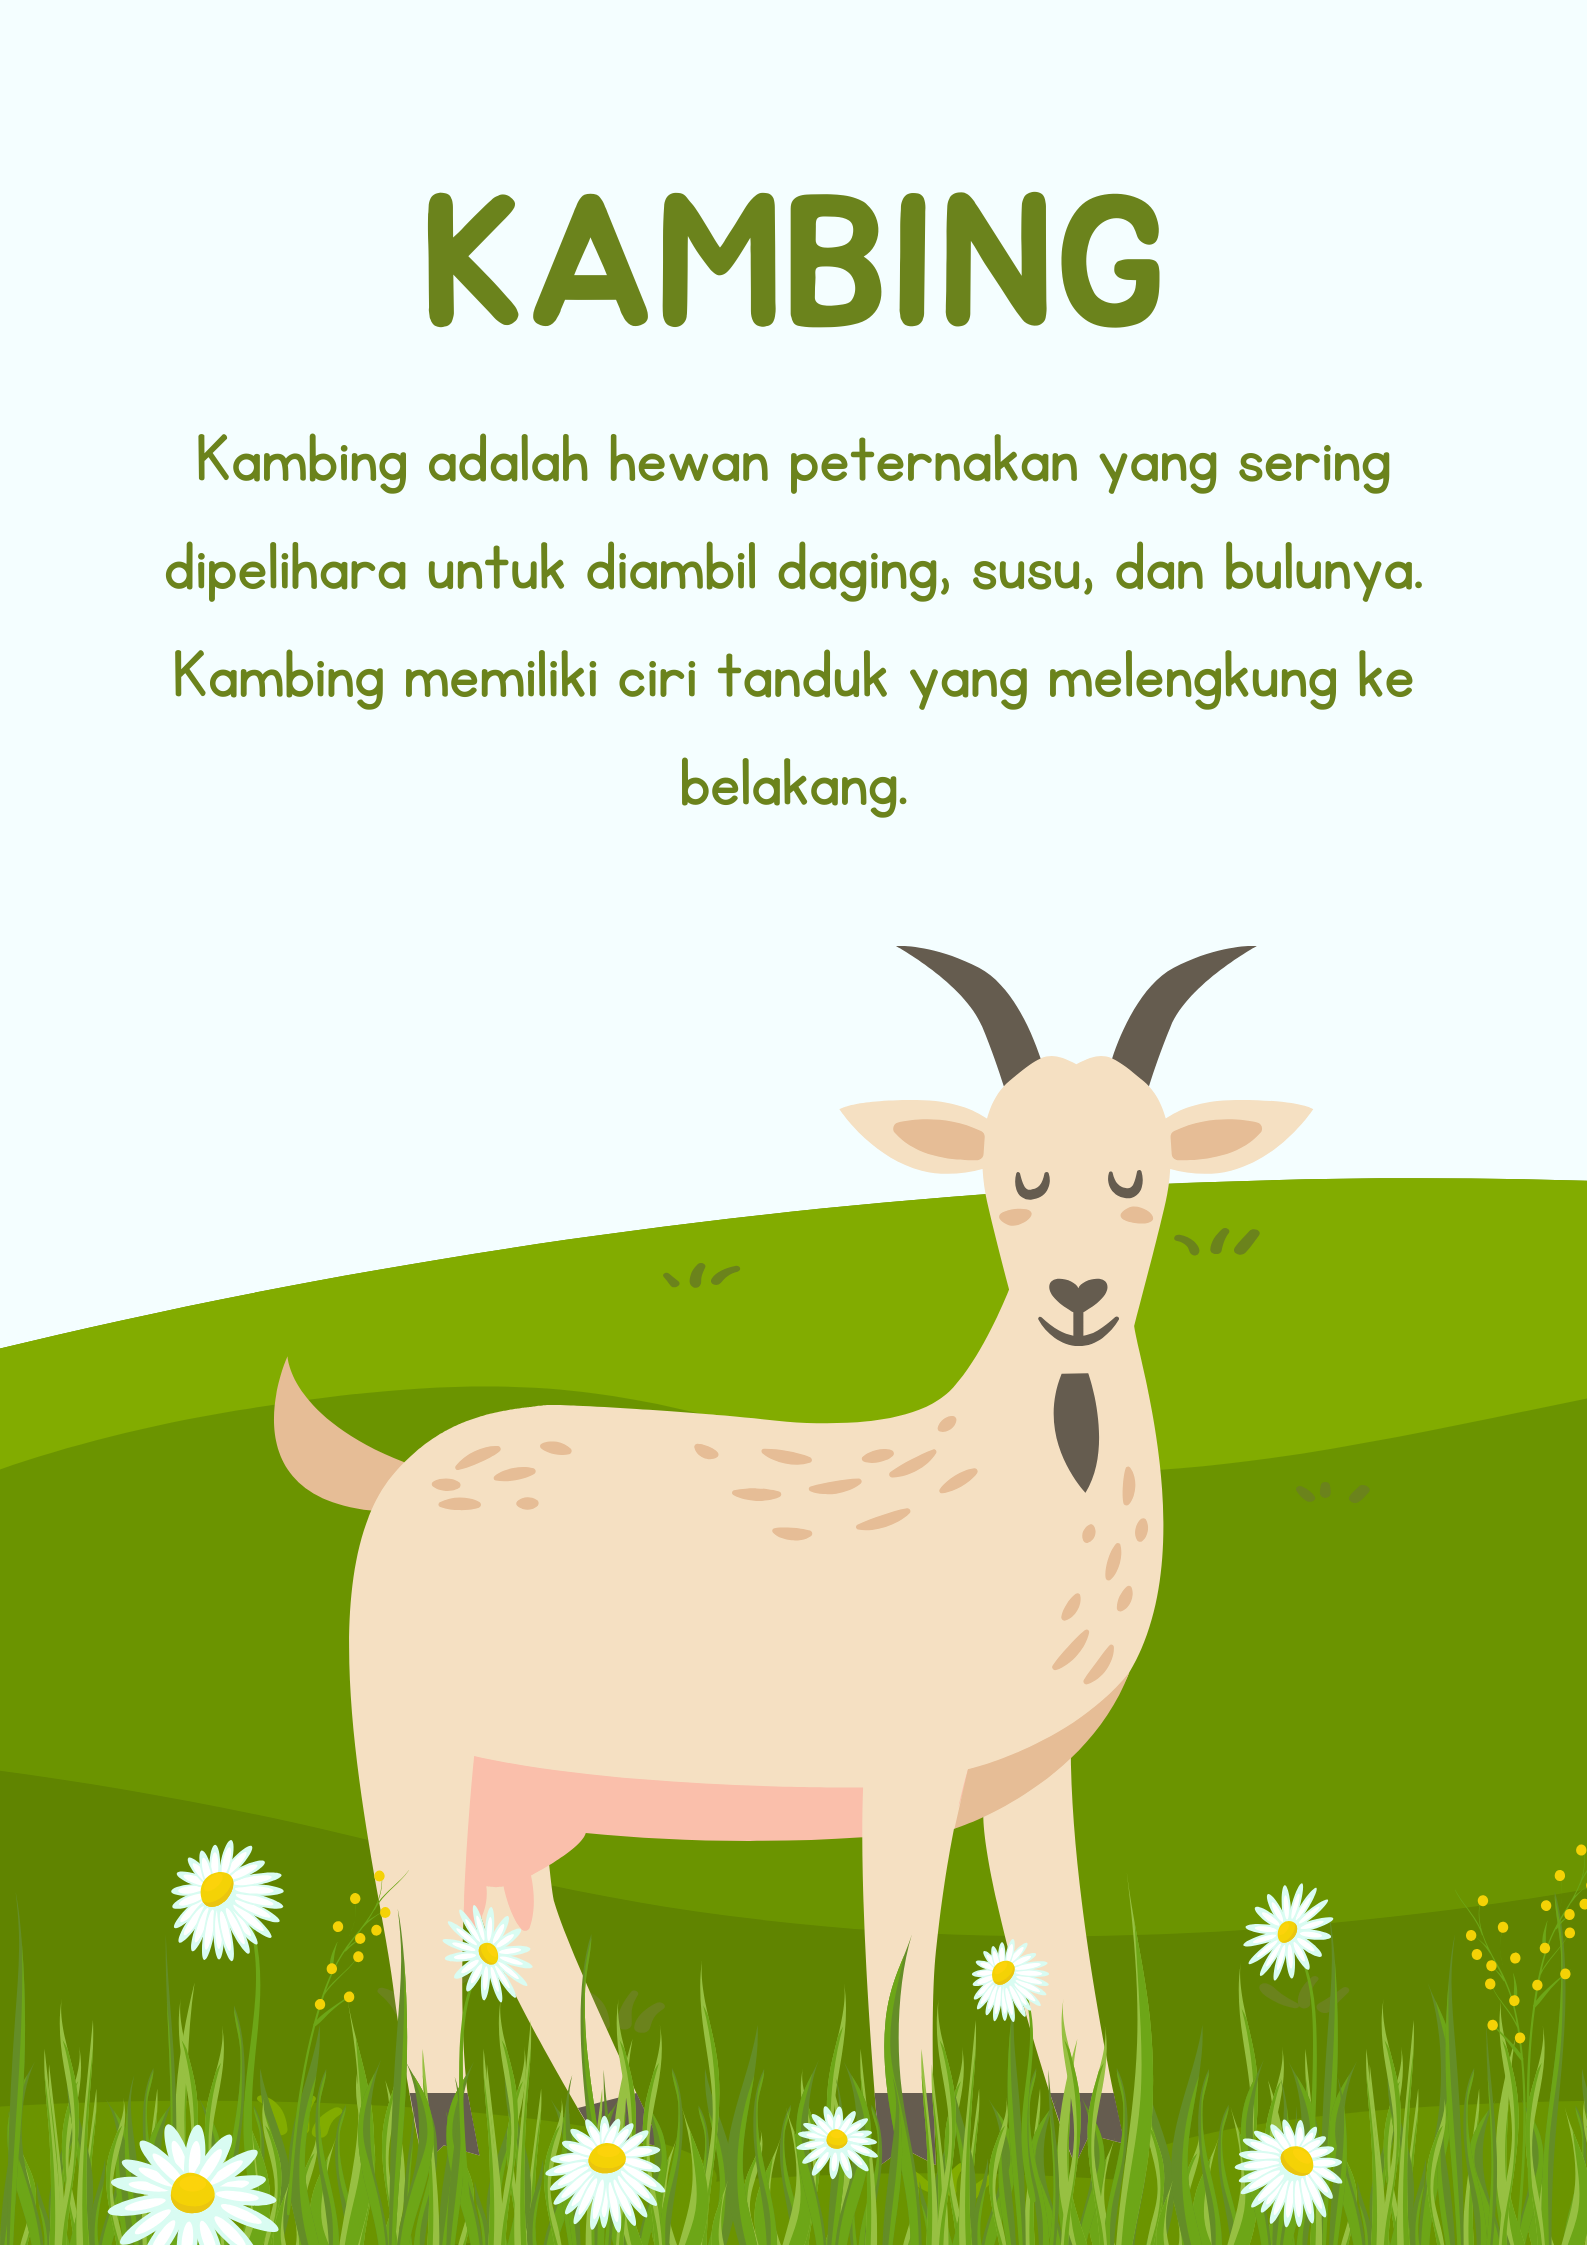 KAMBING
Kambing adalah hewan peternakan yang sering
dipelihara untuk diambil daging, susu, dan bulunya.
Kambing memiliki ciri tanduk yang melengkung ke
belakang.